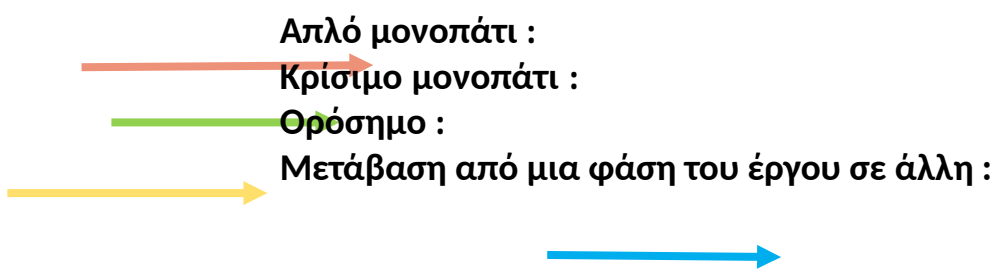 Απλό μονοπάτι :
Κρίσιμο μονοπάτι :
Ορόσημο :
Μετάβαση από μια φάση του έργου σε άλλη :